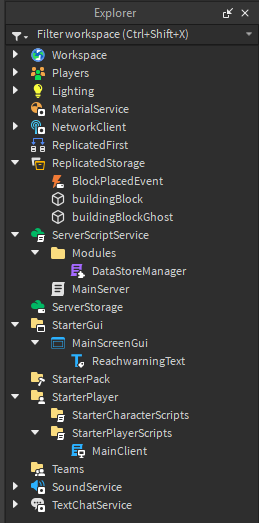 Explorer
Filter workspace (Ctrl+Shift+X)
Workspace
Players
Lighting
MaterialService
NetworkClient
ReplicatedFirst
ReplicatedStorage
BlockPlacedEvent
buildingBlock
buildingBlockGhost
ServerScriptService
Modules
DataStoreManager
MainServer
ServerStorage
StarterGui
MainScreenGui
ReachwarningText
StarterPack
StarterPlayer
StarterCharacterScripts
StarterPlayerScripts
MainClient
Teams
SoundService
TextChatService